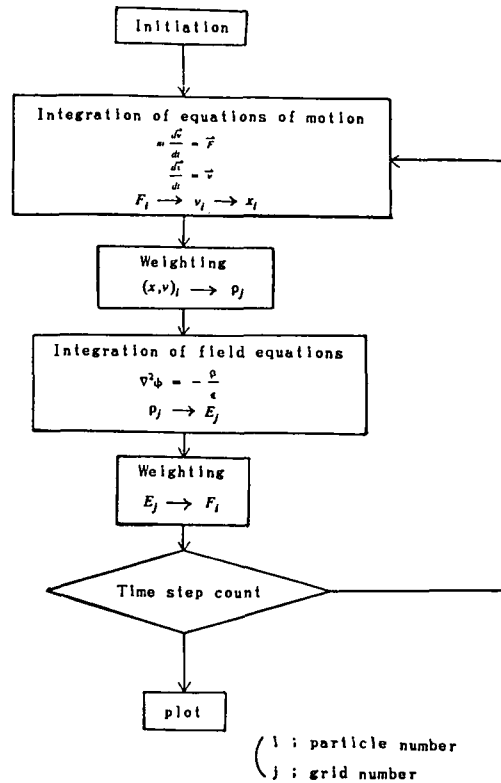 Initiation
Integration of equations of motion
m dv⃗/dt = F⃗
dx⃗/dt = v⃗
F_i → v_i → x_i
Weighting
(x,v)_i → ρ_j
Integration of field equations
∇²ψ = - ρ/ε
ρ_j → E_j
Weighting
E_j → F_i
Time step count
plot
( i ; particle number
j ; grid number